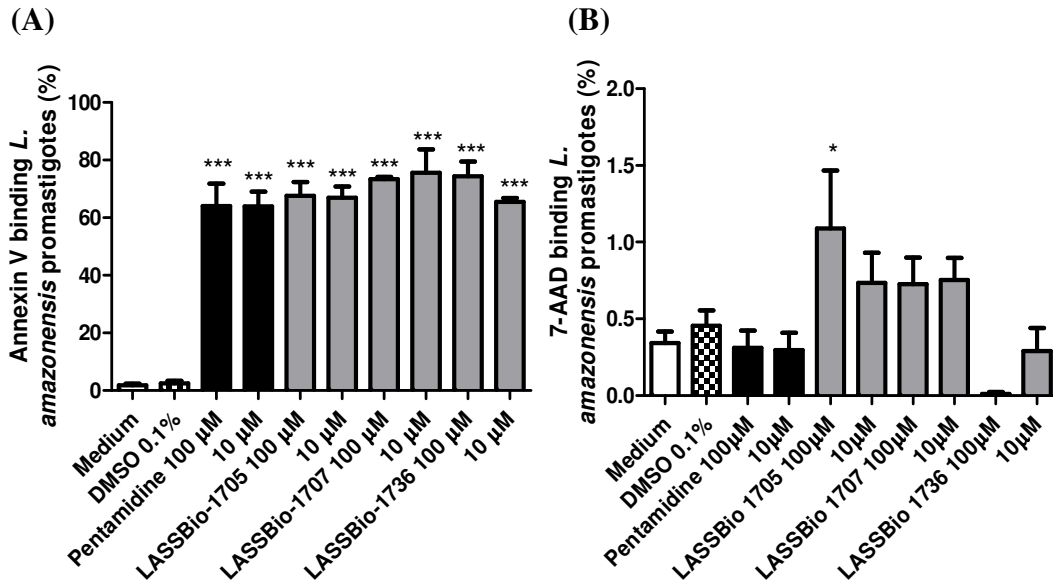 (A)
Annexin V binding L.
amazonensis promastigotes (%)
100
80
60
40
20
0
***
***
***
***
***
***
***
***
Medium
DMSO 0.1%
Pentamidine 100 µM
10 µM
LASSBio-1705 100 µM
10 µM
LASSBio-1707 100 µM
10 µM
LASSBio-1736 100 µM
10 µM
(B)
7-AAD binding L.
amazonensis promastigotes (%)
2.0
1.5
1.0
0.5
0.0
*
Medium
DMSO 0.1%
Pentamidine 100µM
10µM
LASSBio 1705 100µM
10µM
LASSBio 1707 100µM
10µM
LASSBio 1736 100µM
10µM